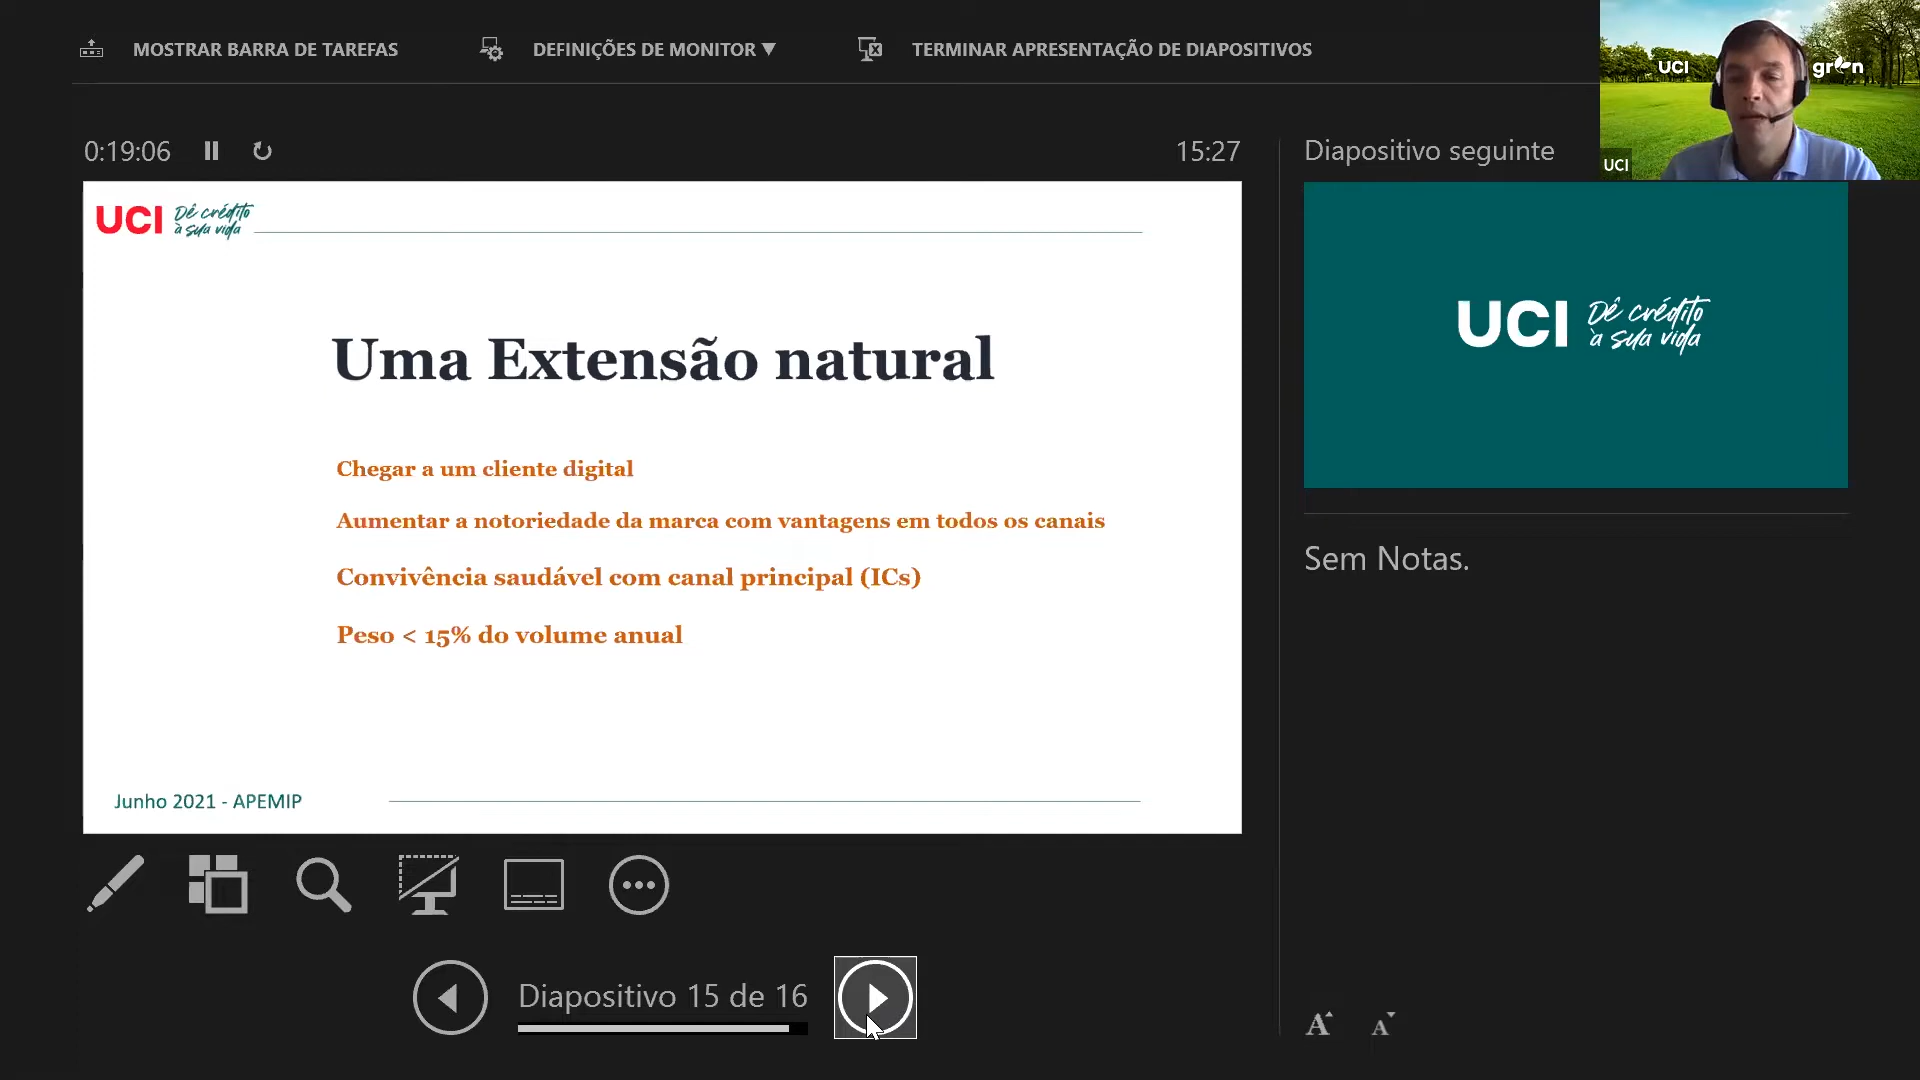 MOSTRAR BARRA DE TAREFAS
DEFINIÇÕES DE MONITOR ▼
TERMINAR APRESENTAÇÃO DE DIAPOSITIVOS
UCI
green
UCI
0:19:06
15:27
Diapositivo seguinte
UCI Dê crédito
à sua vida
Uma Extensão natural
Chegar a um cliente digital
Aumentar a notoriedade da marca com vantagens em todos os canais
Convivência saudável com canal principal (ICs)
Peso < 15% do volume anual
Junho 2021 - APEMIP
UCI Dê crédito
à sua vida
Sem Notas.
Diapositivo 15 de 16
A A